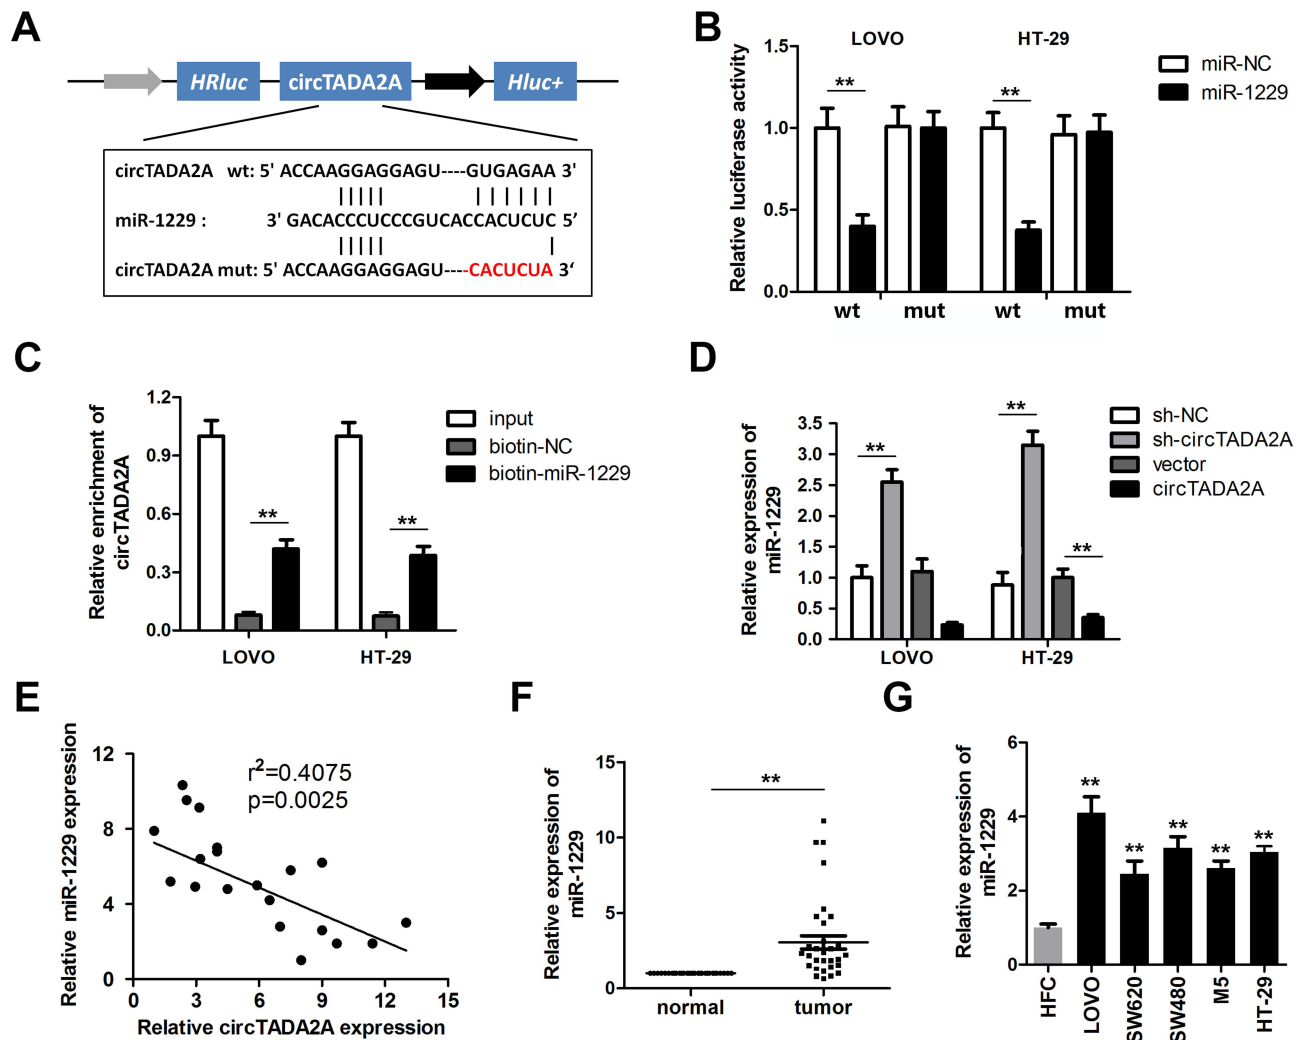 A
HRluc circTADA2A Hluc+
circTADA2A wt: 5' ACCAAGGAGGAGU----GUGAGAA 3'
miR-1229 : 3' GACACCCUCCCGUCACCACUCUC 5’
circTADA2A mut: 5' ACCAAGGAGGAGU----CACUCUA 3‘
B
LOVO HT-29
miR-NC
miR-1229
Relative luciferase activity
1.5
1.0
0.5
0.0
** **
wt mut wt mut
C
Relative enrichment of
circTADA2A
1.2
0.9
0.6
0.3
0.0
** **
input
biotin-NC
biotin-miR-1229
LOVO HT-29
D
Relative expression of
miR-1229
3.5
3.0
2.5
2.0
1.5
1.0
0.5
0.0
** ** **
sh-NC
sh-circTADA2A
vector
circTADA2A
LOVO HT-29
E
Relative miR-1229 expression
12
8
4
0
r²=0.4075
p=0.0025
0 3 6 9 12 15
Relative circTADA2A expression
F
Relative expression of
miR-1229
15
10
5
0
**
normal tumor
G
Relative expression of
miR-1229
6
4
2
0
** ** ** ** **
HFC LOVO SW620 SW480 M5 HT-29